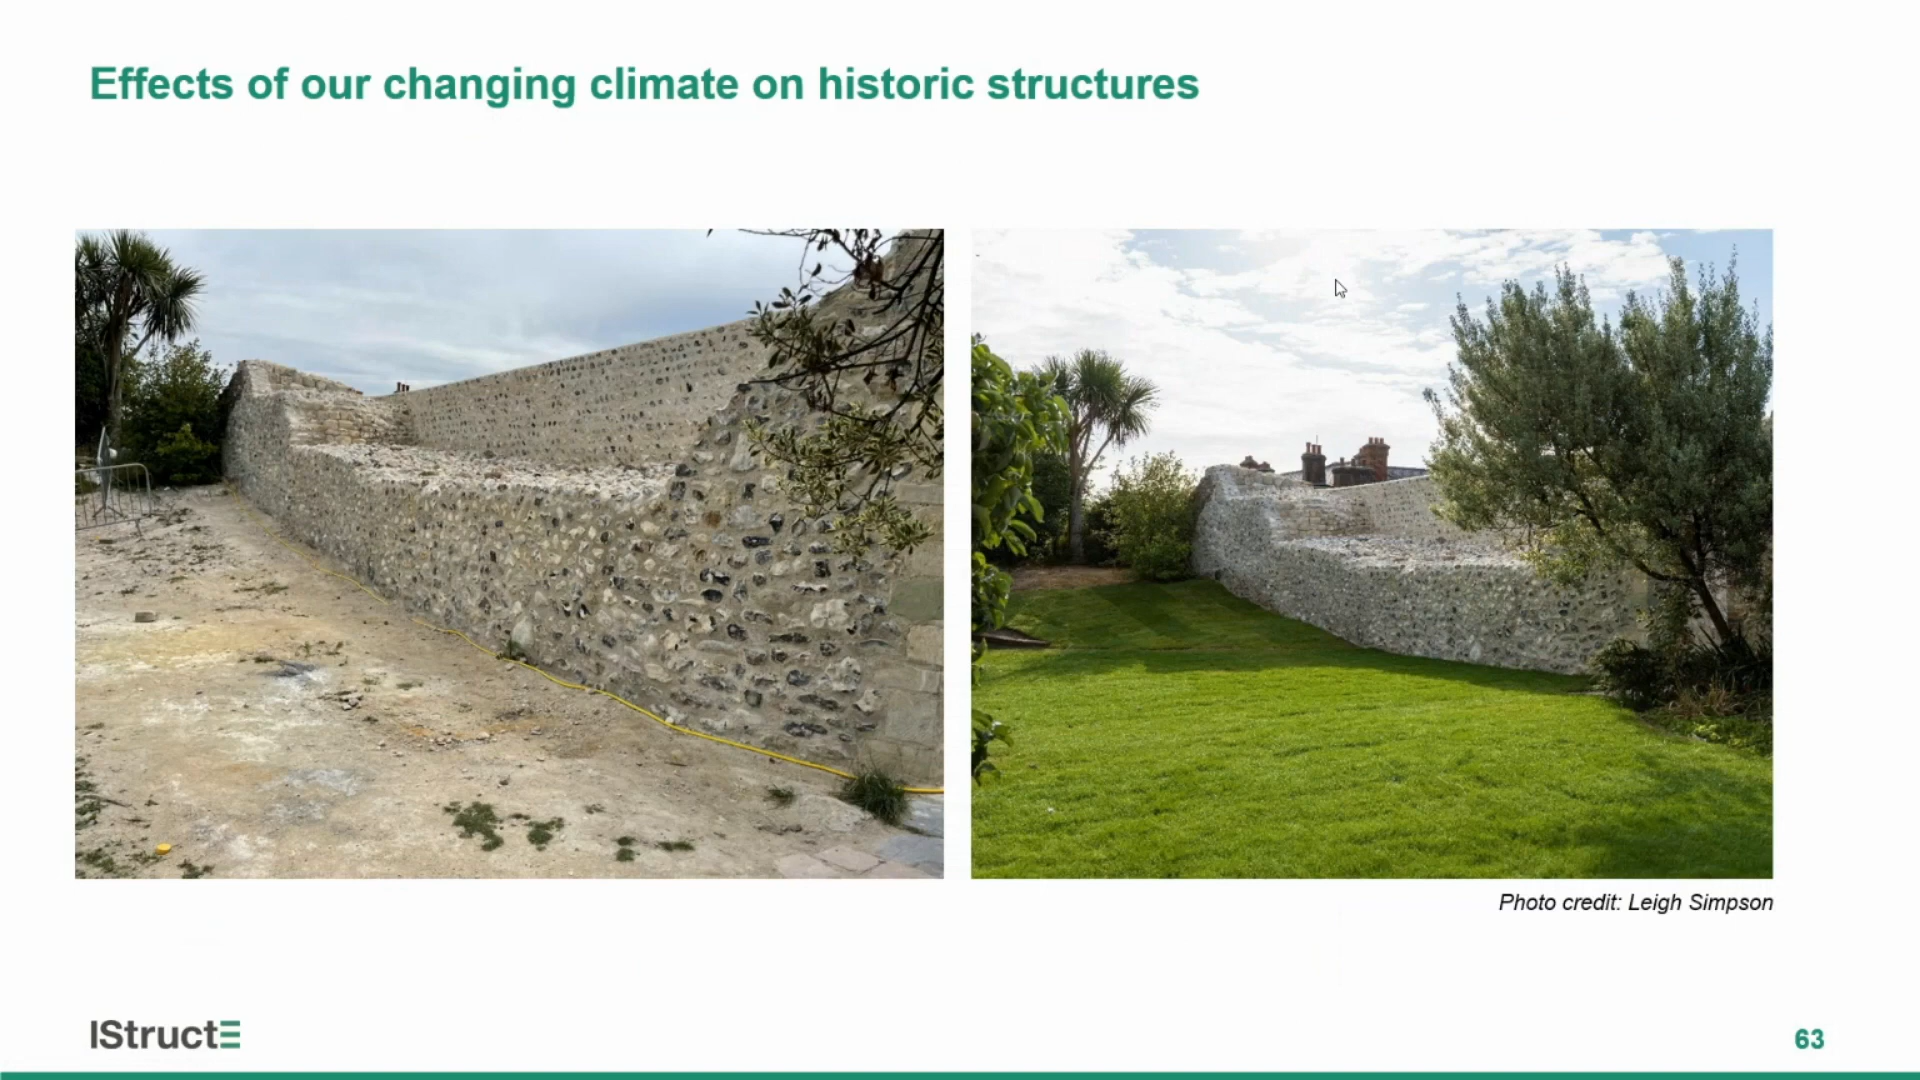 Effects of our changing climate on historic structures
Photo credit: Leigh Simpson
IStructE
63